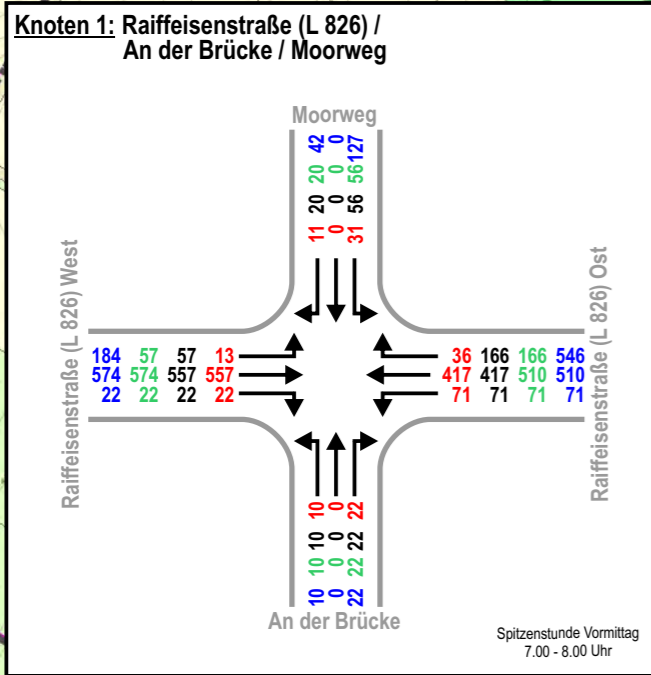 Knoten 1: Raiffeisenstraße (L 826) /
An der Brücke / Moorweg
Moorweg
42 0 127
20 0 56
20 0 56
11 0 31
Raiffeisenstraße (L 826) West
184 57 57 13
574 574 557 557
22 22 22 22
36 166 166 546
417 417 510 510
71 71 71 71
Raiffeisenstraße (L 826) Ost
10 0 22
10 0 22
10 0 22
10 0 22
An der Brücke
Spitzenstunde Vormittag
7.00 - 8.00 Uhr